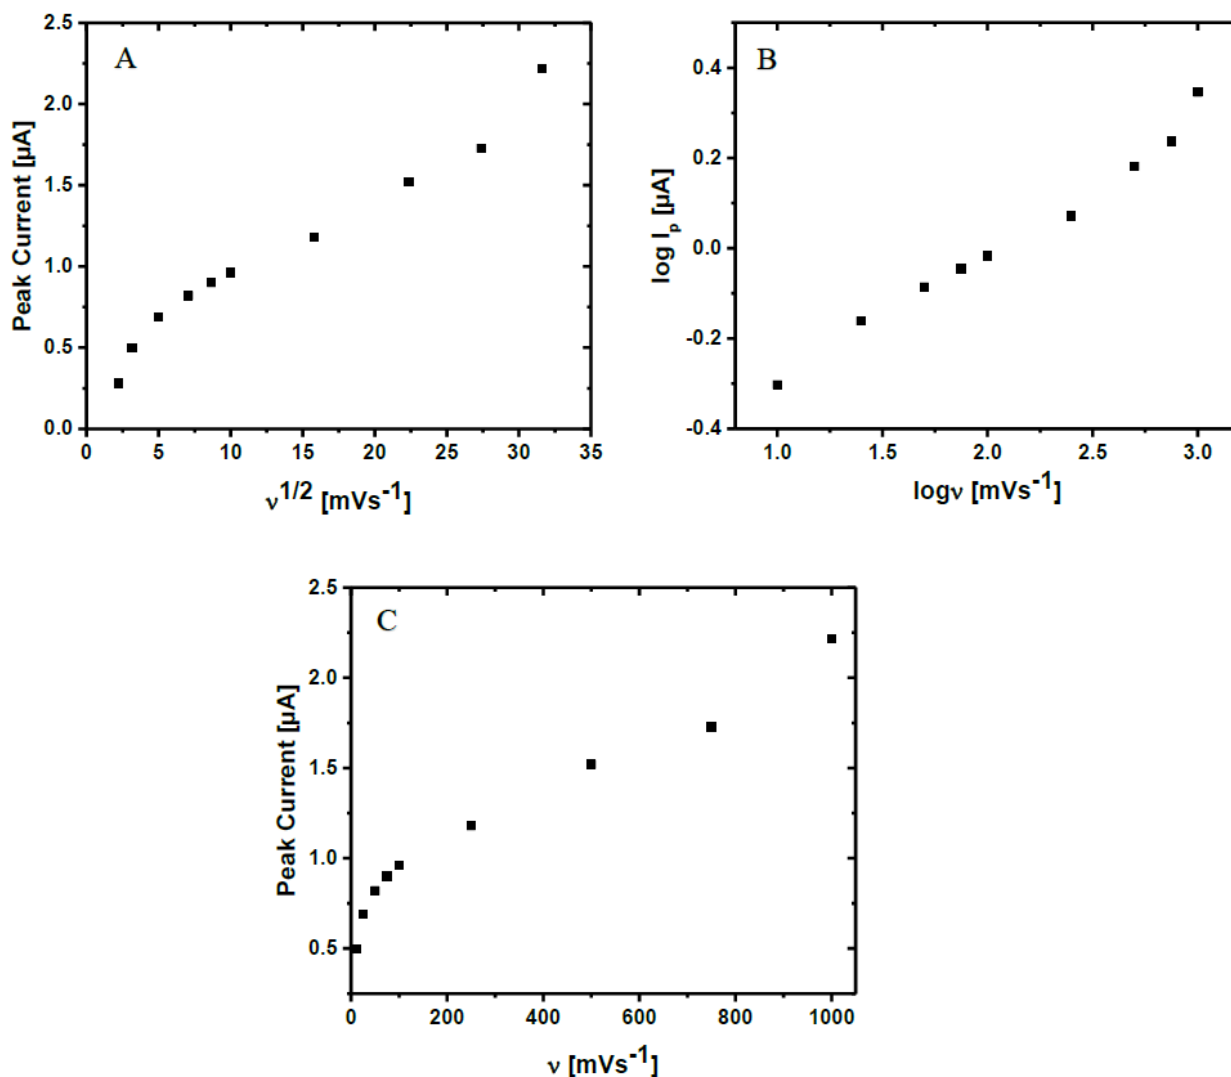 A
Peak Current [µA]
2.5
2.0
1.5
1.0
0.5
0.0
0 5 10 15 20 25 30 35
ν1/2 [mVs-1]
B
log Ip [µA]
0.4
0.2
0.0
-0.2
-0.4
1.0 1.5 2.0 2.5 3.0
logν [mVs-1]
C
Peak Current [µA]
2.5
2.0
1.5
1.0
0.5
0 200 400 600 800 1000
ν [mVs-1]